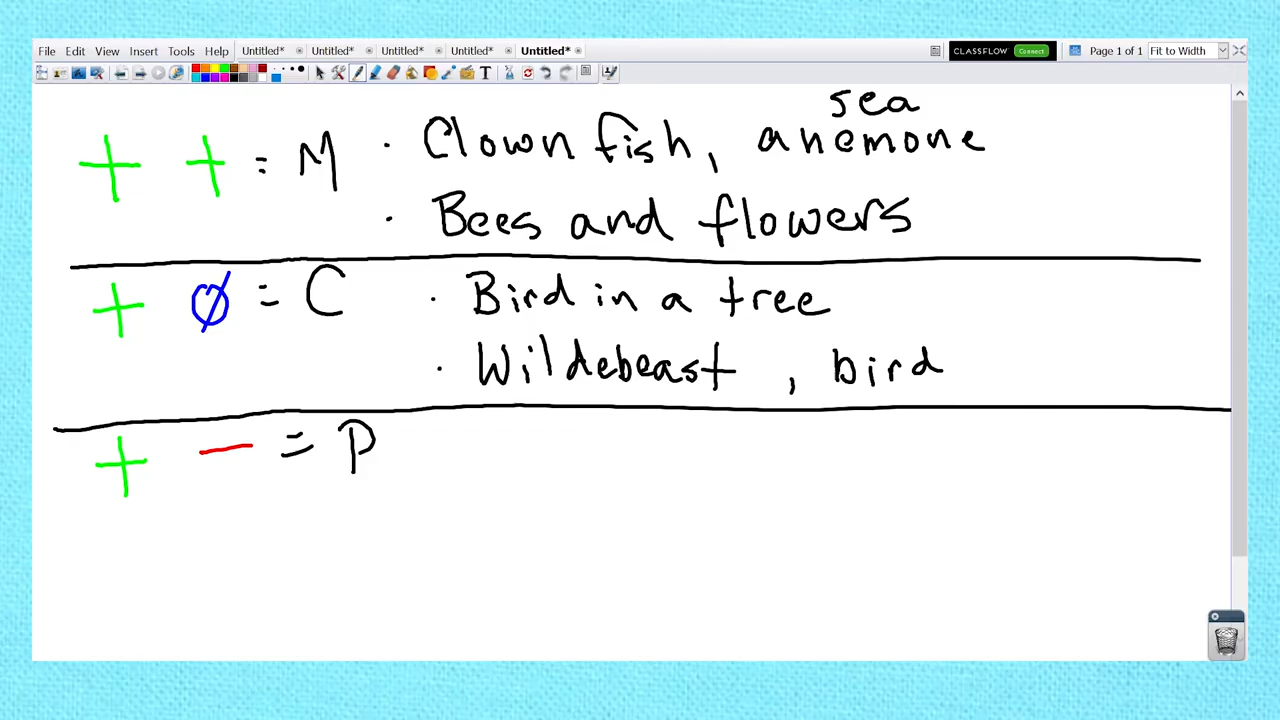 File Edit View Insert Tools Help Untitled* Untitled* Untitled* Untitled* Untitled* CLASSFLOW Connect Page 1 of 1 Fit to Width
sea
+ + = M · Clown fish, anemone
· Bees and flowers
+ Ø = C · Bird in a tree
· Wildebeast , bird
+ − = P